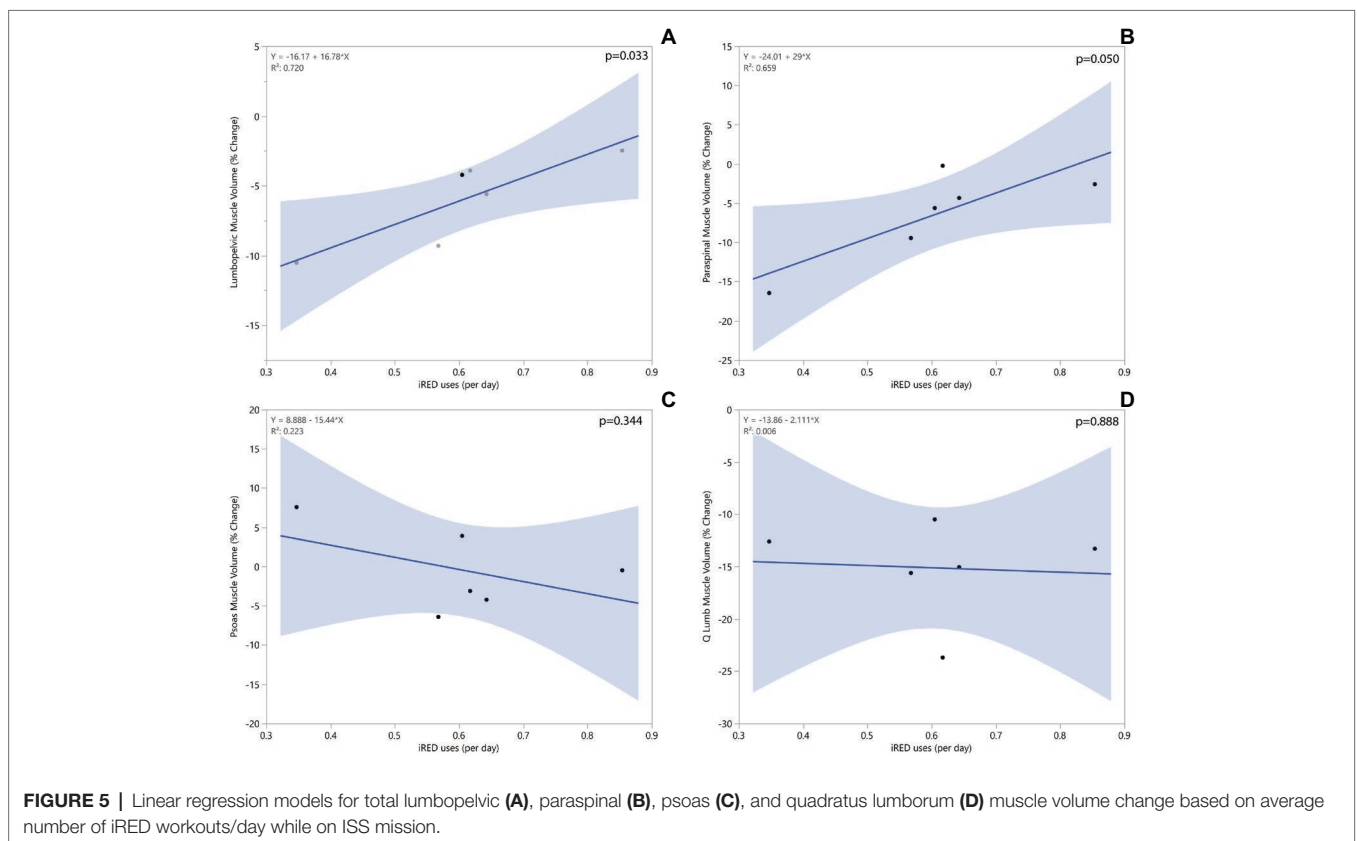 A
Y = -16.17 + 16.78*X
R²: 0.720
p=0.033
5
0
-5
-10
-15
Lumbopelvic Muscle Volume (% Change)
0.3 0.4 0.5 0.6 0.7 0.8 0.9
iRED uses (per day)
B
Y = -24.01 + 29*X
R²: 0.659
p=0.050
15
10
5
0
-5
-10
-15
-20
-25
Paraspinal Muscle Volume (% Change)
0.3 0.4 0.5 0.6 0.7 0.8 0.9
iRED uses (per day)
C
Y = 8.888 - 15.44*X
R²: 0.223
p=0.344
20
15
10
5
0
-5
-10
-15
-20
Psoas Muscle Volume (% Change)
0.3 0.4 0.5 0.6 0.7 0.8 0.9
iRED uses (per day)
D
Y = -13.86 - 2.111*X
R²: 0.006
p=0.888
0
-5
-10
-15
-20
-25
-30
Q Lumb Muscle Volume (% Change)
0.3 0.4 0.5 0.6 0.7 0.8 0.9
iRED uses (per day)
FIGURE 5 | Linear regression models for total lumbopelvic (A), paraspinal (B), psoas (C), and quadratus lumborum (D) muscle volume change based on average
number of iRED workouts/day while on ISS mission.